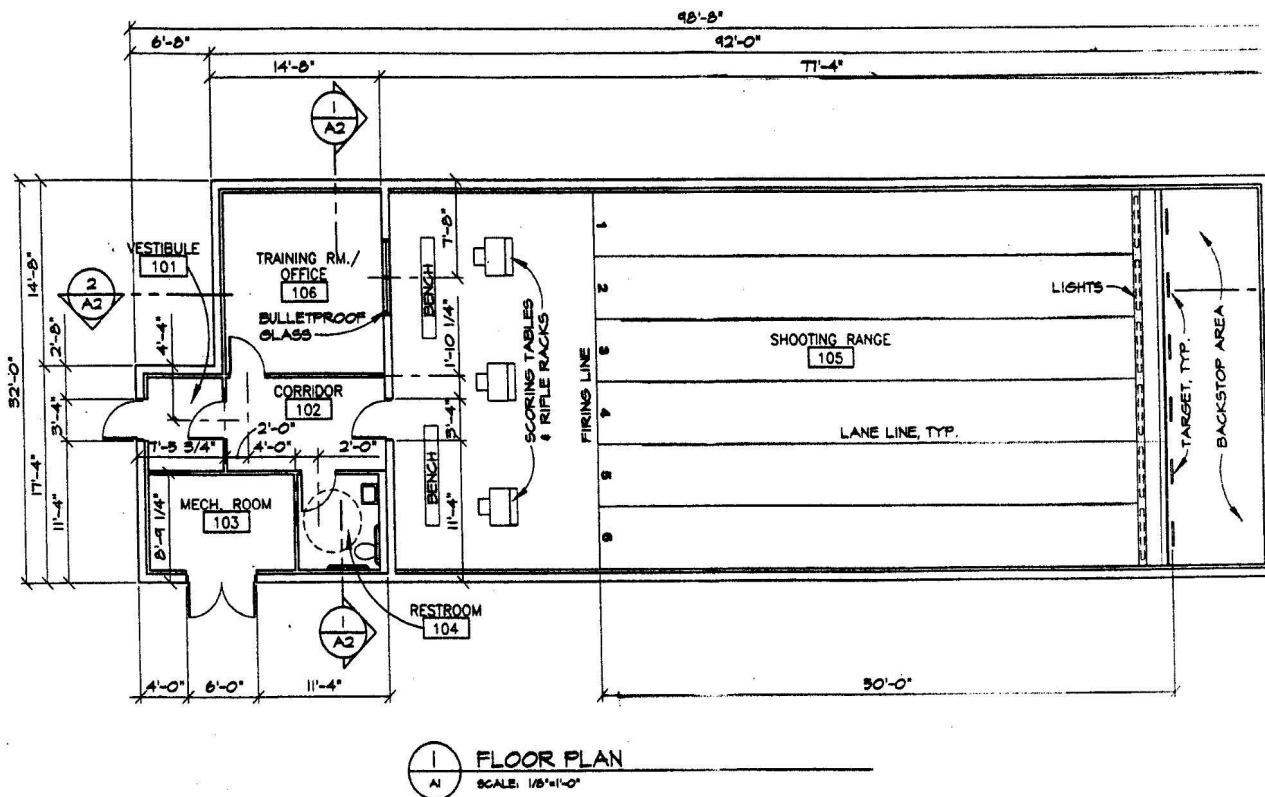 98'-8"
6'-8"
92'-0"
14'-8"
77'-4"
1
A2
VESTIBULE
101
2
A2
TRAINING RM./
OFFICE
106
BULLETPROOF
GLASS
CORRIDOR
102
BENCH
BENCH
7'-8"
1'-10 1/4"
3'-4"
11'-4"
SCORING TABLES
& RIFLE RACKS
FIRING LINE
1
2
3
4
5
6
SHOOTING RANGE
105
LANE LINE, TYP.
LIGHTS
TARGET, TYP.
BACKSTOP AREA
32'-0"
14'-8"
17'-4"
2'-8"
3'-4"
11'-4"
4'-4"
2'-0"
7'-5 3/4"
4'-0"
2'-0"
8'-9 1/4"
MECH. ROOM
103
RESTROOM
104
1
A2
4'-0"
6'-0"
11'-4"
50'-0"
1
A1
FLOOR PLAN
SCALE: 1/8"=1'-0"